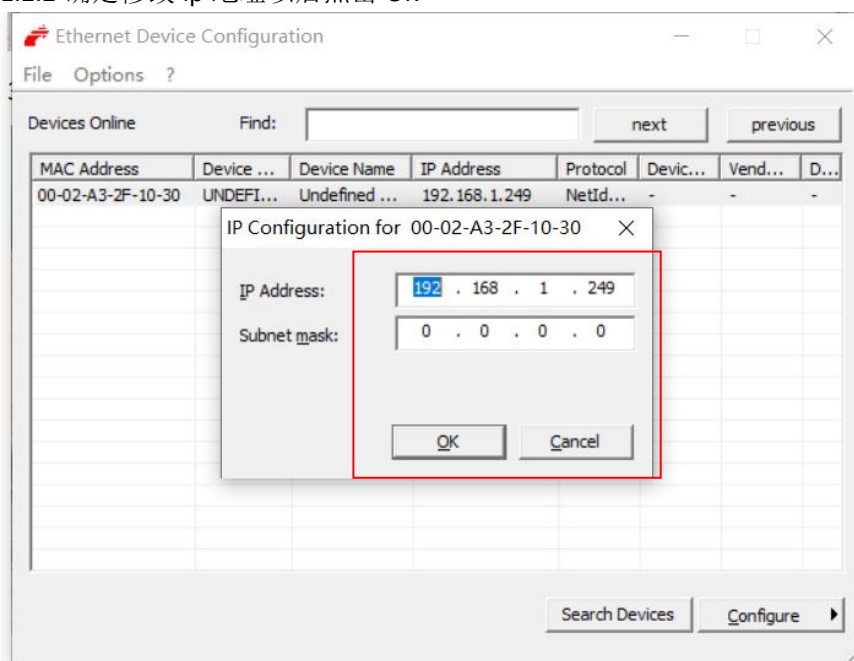 Ethernet Device Configuration
File Options ?
Devices Online Find: next previous
MAC Address Device ... Device Name IP Address Protocol Devic... Vend... D...
00-02-A3-2F-10-30 UNDEFI... Undefined ... 192.168.1.249 NetId... - - -
IP Configuration for 00-02-A3-2F-10-30
IP Address: 192 . 168 . 1 . 249
Subnet mask: 0 . 0 . 0 . 0
OK Cancel
Search Devices Configure